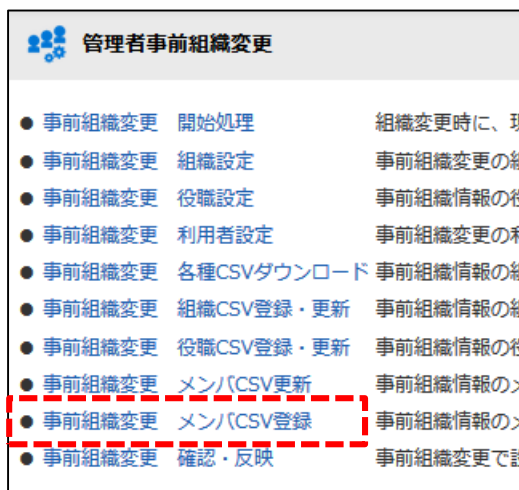 管理者事前組織変更
● 事前組織変更　開始処理　組織変更時に、
● 事前組織変更　組織設定　事前組織変更の
● 事前組織変更　役職設定　事前組織情報の
● 事前組織変更　利用者設定　事前組織変更の
● 事前組織変更　各種CSVダウンロード 事前組織情報の
● 事前組織変更　組織CSV登録・更新　事前組織情報の
● 事前組織変更　役職CSV登録・更新　事前組織情報の
● 事前組織変更　メンバCSV更新　事前組織情報の
● 事前組織変更　メンバCSV登録　事前組織情報の
● 事前組織変更　確認・反映　事前組織変更で